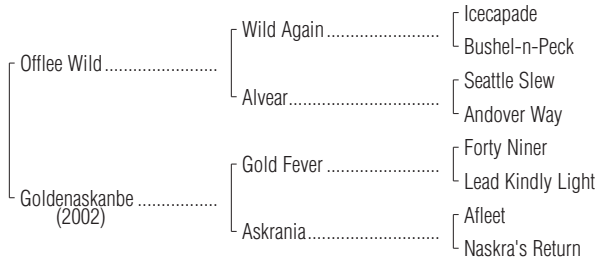 Icecapade
Wild Again
Bushel-n-Peck
Offlee Wild
Seattle Slew
Alvear
Andover Way
Forty Niner
Gold Fever
Lead Kindly Light
Goldenaskanbe
(2002)
Afleet
Askrania
Naskra's Return